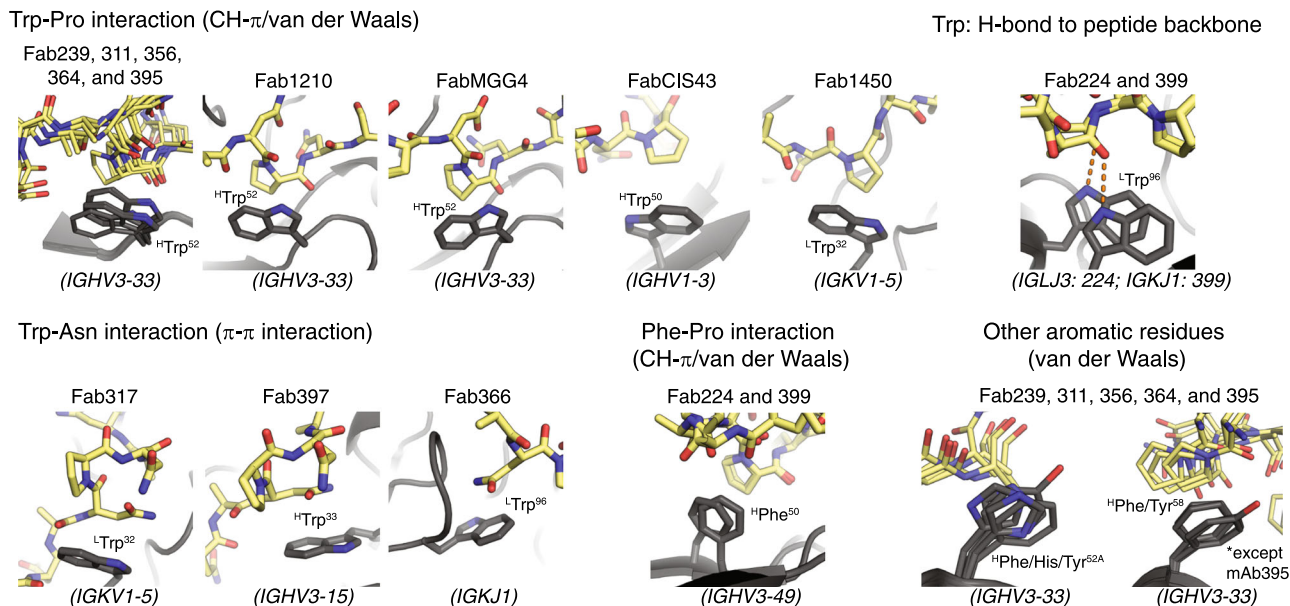 Trp-Pro interaction (CH-π/van der Waals)
Trp: H-bond to peptide backbone
Fab239, 311, 356,
364, and 395
Fab1210
FabMGG4
FabCIS43
Fab1450
Fab224 and 399
HTrp52
HTrp52
HTrp52
HTrp50
LTrp32
LTrp96
(IGHV3-33)
(IGHV3-33)
(IGHV3-33)
(IGHV1-3)
(IGKV1-5)
(IGLJ3: 224; IGKJ1: 399)
Trp-Asn interaction (π-π interaction)
Phe-Pro interaction
(CH-π/van der Waals)
Other aromatic residues
(van der Waals)
Fab317
Fab397
Fab366
Fab224 and 399
Fab239, 311, 356, 364, and 395
LTrp32
HTrp33
LTrp96
HPhe50
HPhe/His/Tyr52A
HPhe/Tyr58
*except
mAb395
(IGKV1-5)
(IGHV3-15)
(IGKJ1)
(IGHV3-49)
(IGHV3-33)
(IGHV3-33)